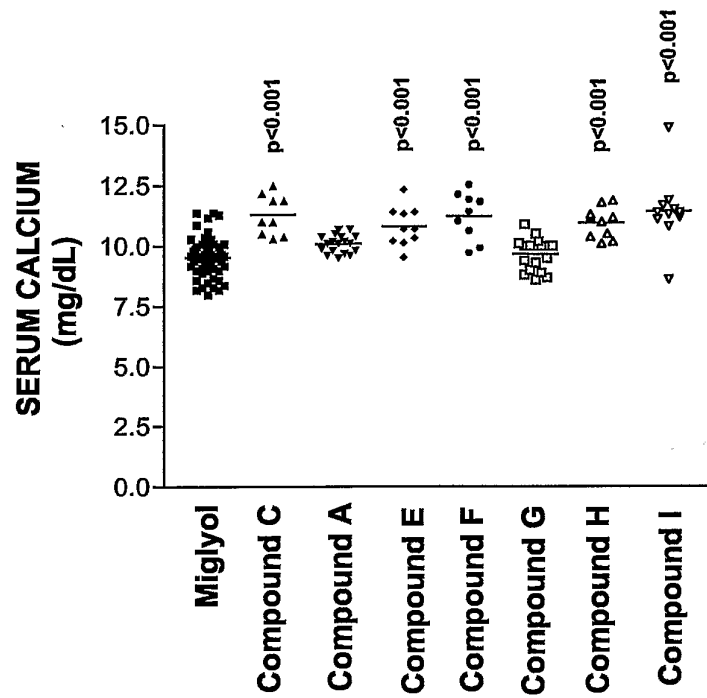 p<0.001
p<0.001
p<0.001
p<0.001
p<0.001
SERUM CALCIUM
(mg/dL)
15.0
12.5
10.0
7.5
5.0
2.5
0.0
Miglyol
Compound C
Compound A
Compound E
Compound F
Compound G
Compound H
Compound I